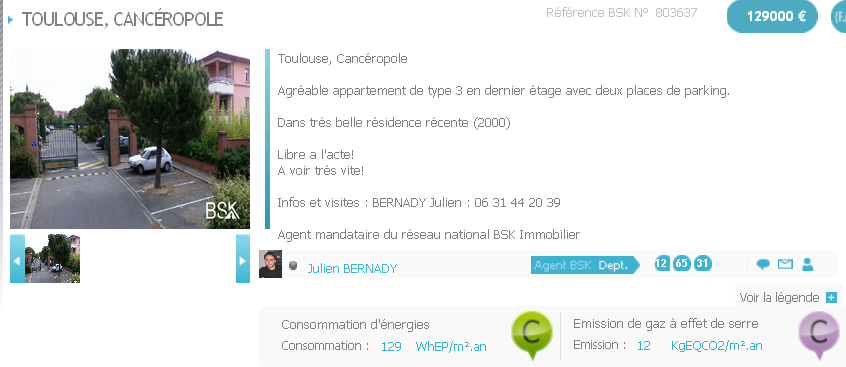 TOULOUSE, CANCÉROPOLE
Référence BSK N° 803637
129000 €
Toulouse, Cancéropole
Agréable appartement de type 3 en dernier étage avec deux places de parking.
Dans très belle résidence récente (2000)
Libre a l'acte!
A voir très vite!
Infos et visites : BERNADY Julien : 06 31 44 20 39
Agent mandataire du réseau national BSK Immobilier
BSK
Julien BERNADY
Agent BSK Dept. 12 65 31
Voir la légende
Consommation d'énergies
Consommation : 129 WhEP/m².an
C
Emission de gaz à effet de serre
Emission : 12 KgEQCO2/m².an
C